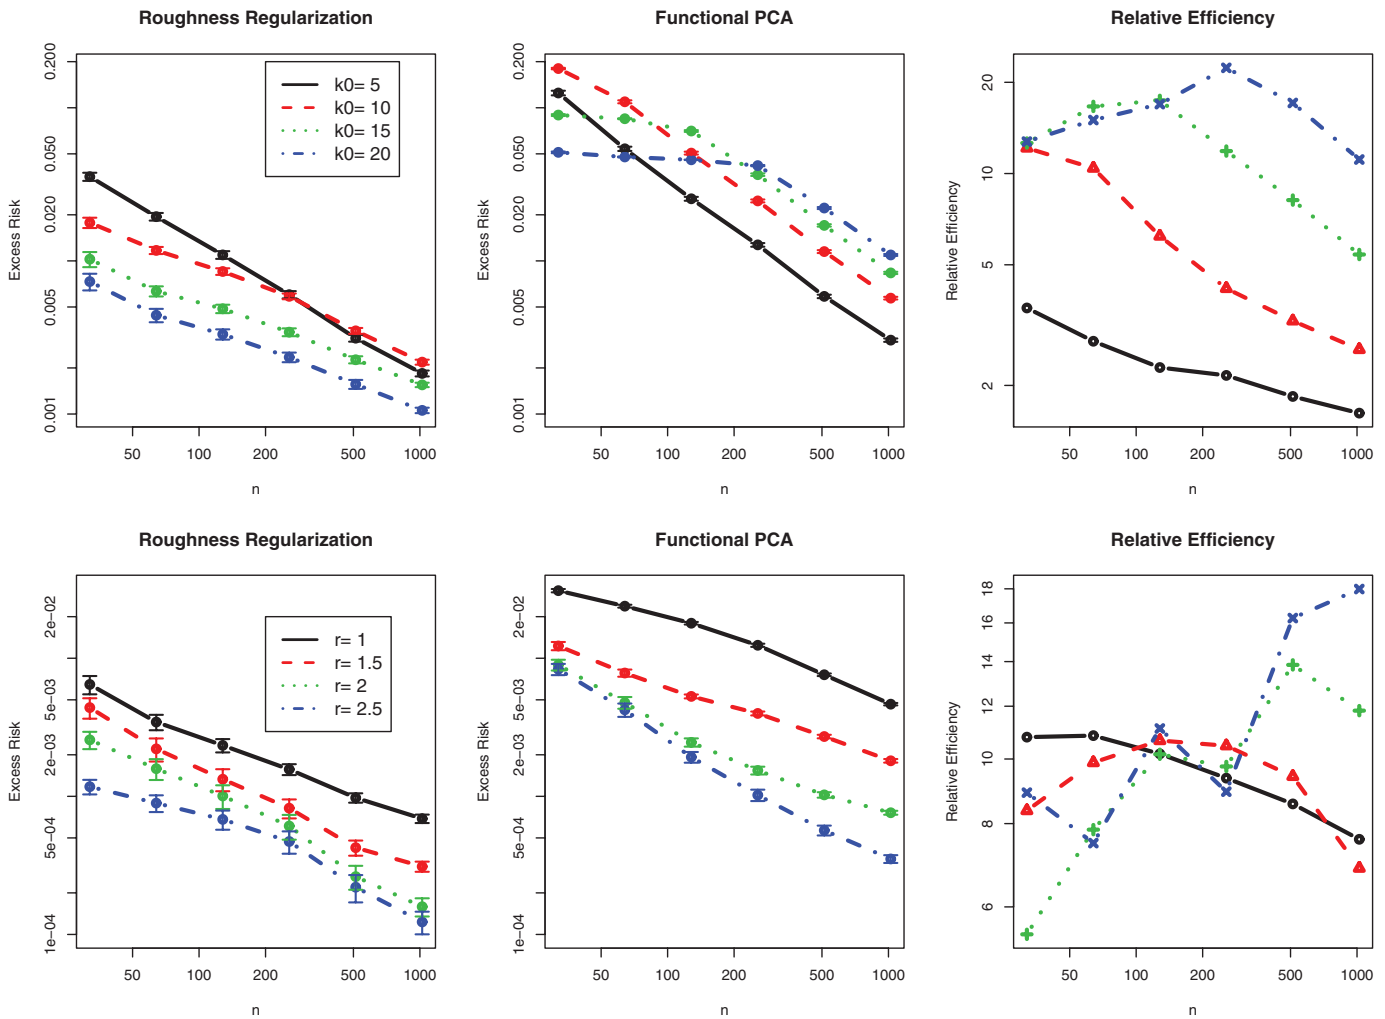 Roughness Regularization
Functional PCA
Relative Efficiency
Excess Risk
0.001
0.005
0.020
0.050
0.200
k0= 5
k0= 10
k0= 15
k0= 20
50
100
200
500
1000
n
Excess Risk
0.001
0.005
0.020
0.050
0.200
50
100
200
500
1000
n
Relative Efficiency
2
5
10
20
50
100
200
500
1000
n
Roughness Regularization
Functional PCA
Relative Efficiency
Excess Risk
1e−04
5e−04
2e−03
5e−03
2e−02
r= 1
r= 1.5
r= 2
r= 2.5
50
100
200
500
1000
n
Excess Risk
1e−04
5e−04
2e−03
5e−03
2e−02
50
100
200
500
1000
n
Relative Efficiency
6
8
10
12
14
16
18
50
100
200
500
1000
n